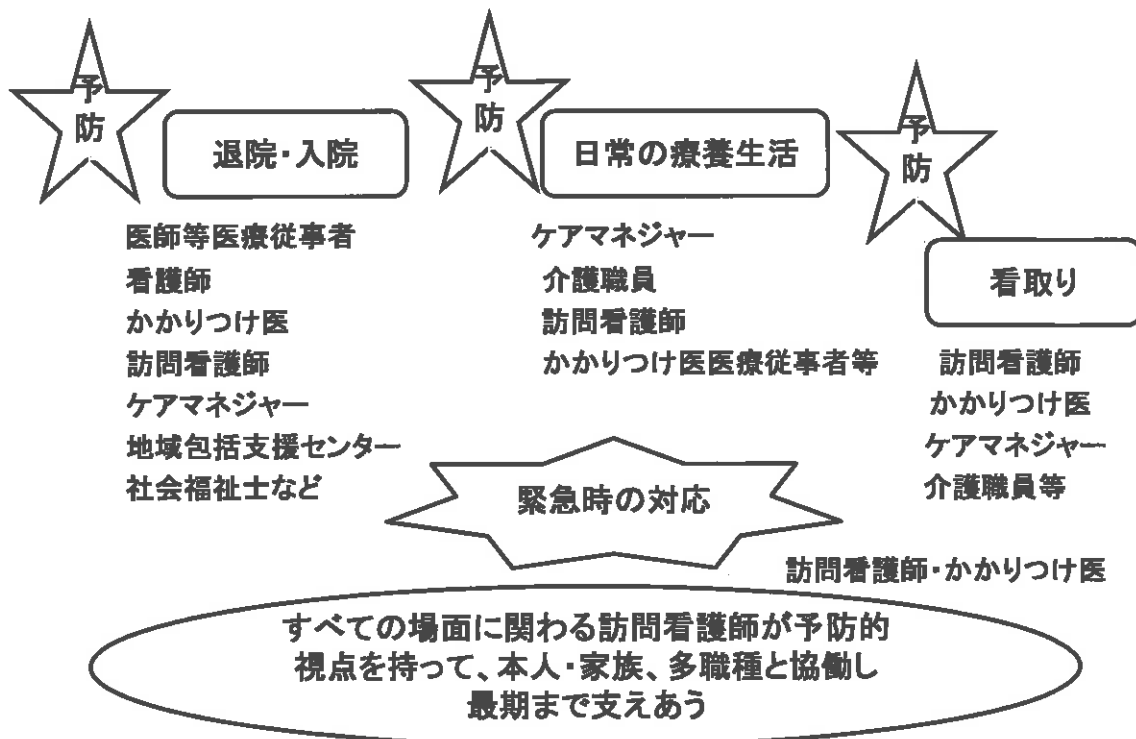 予
防
退院・入院
医師等医療従事者
看護師
かかりつけ医
訪問看護師
ケアマネジャー
地域包括支援センター
社会福祉士など
予
防
日常の療養生活
ケアマネジャー
介護職員
訪問看護師
かかりつけ医医療従事者等
予
防
看取り
訪問看護師
かかりつけ医
ケアマネジャー
介護職員等
緊急時の対応
訪問看護師・かかりつけ医
すべての場面に関わる訪問看護師が予防的
視点を持って、本人・家族、多職種と協働し
最期まで支えあう